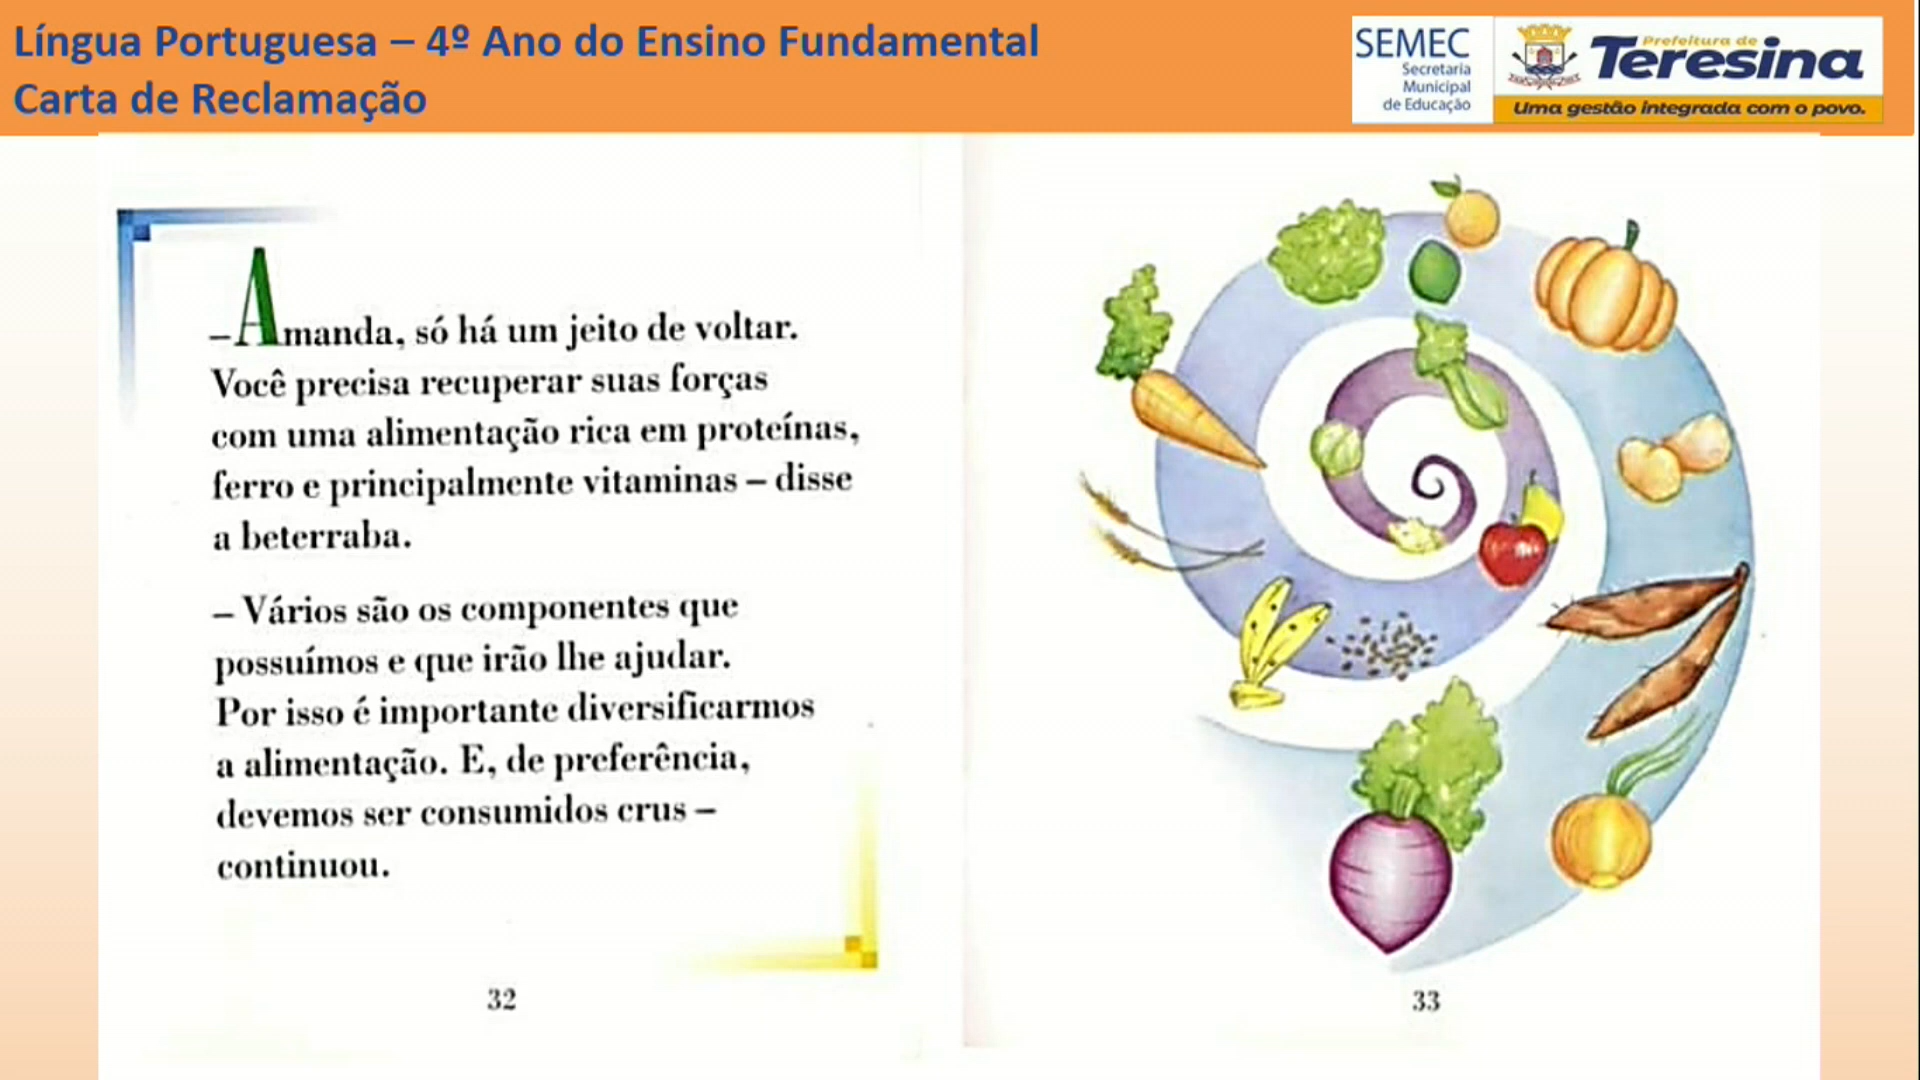 Língua Portuguesa – 4º Ano do Ensino Fundamental
Carta de Reclamação
SEMEC
Secretaria
Municipal
de Educação
Prefeitura de
Teresina
Uma gestão integrada com o povo.
–Amanda, só há um jeito de voltar.
Você precisa recuperar suas forças
com uma alimentação rica em proteínas,
ferro e principalmente vitaminas – disse
a beterraba.
– Vários são os componentes que
possuímos e que irão lhe ajudar.
Por isso é importante diversificarmos
a alimentação. E, de preferência,
devemos ser consumidos crus –
continuou.
32
33